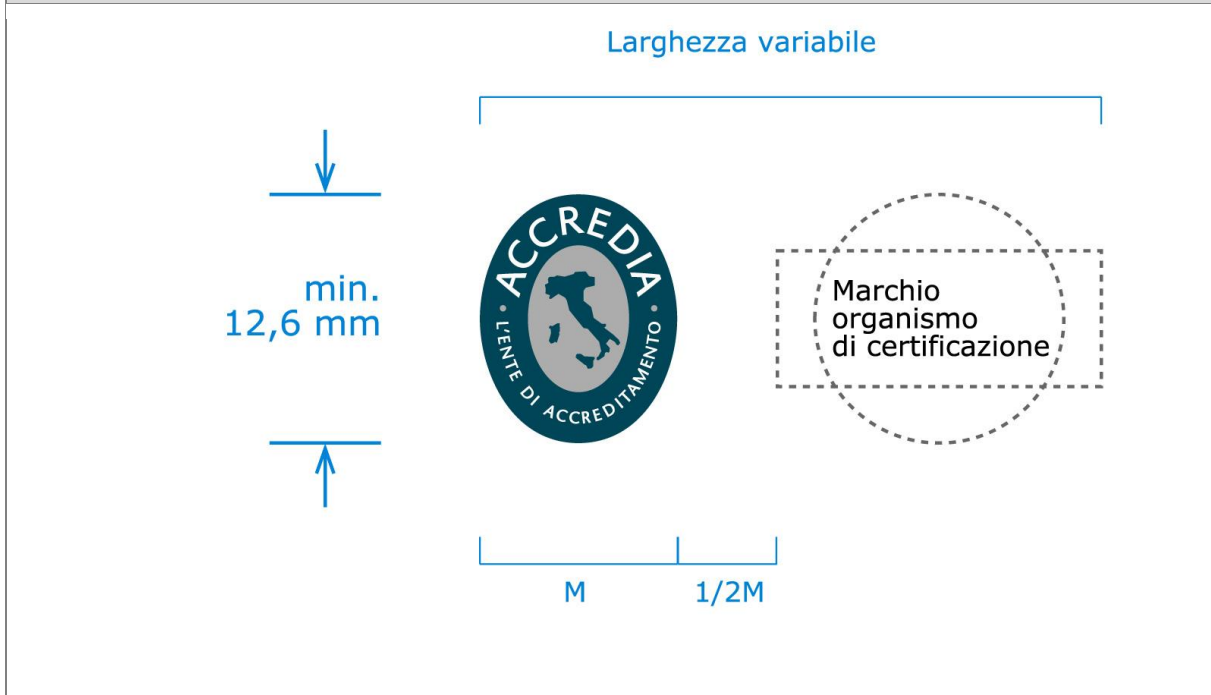 Larghezza variabile
min.
12,6 mm
ACCREDIA
L'ENTE DI ACCREDITAMENTO
Marchio
organismo
di certificazione
M
1/2M